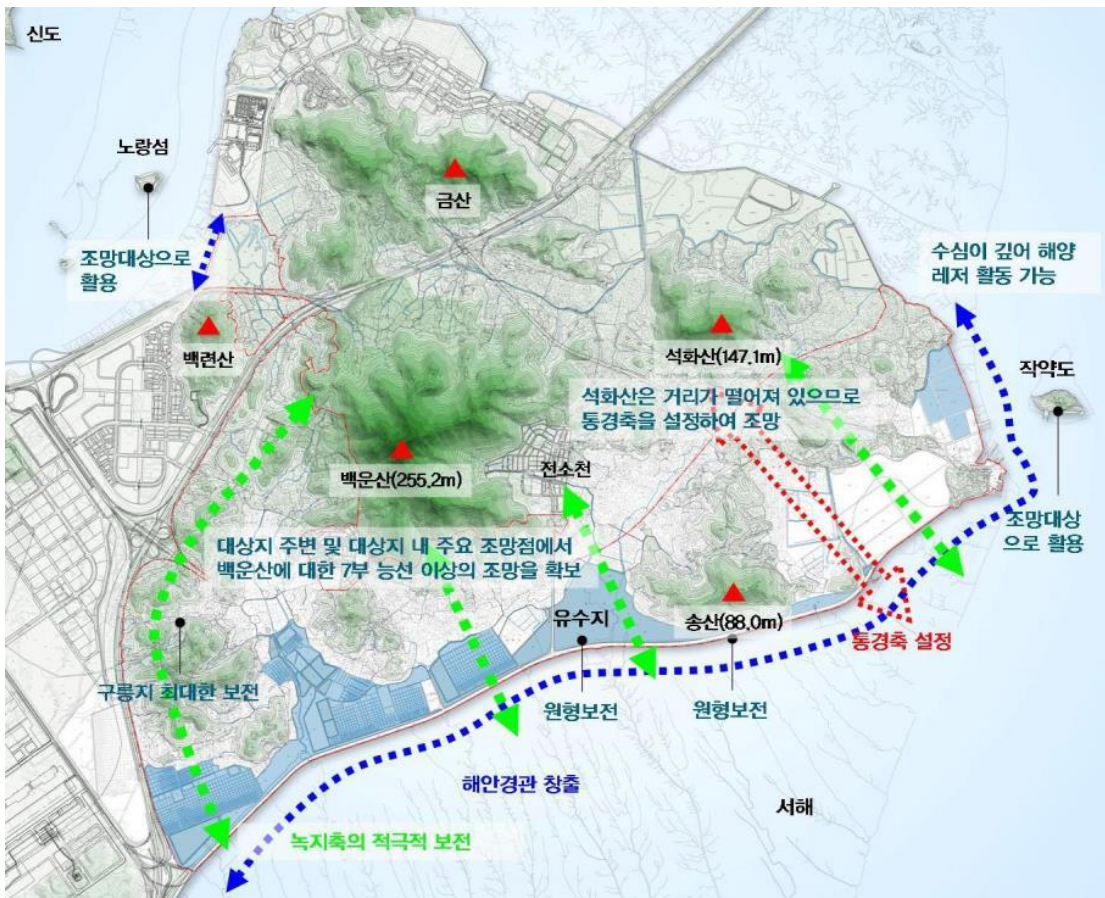 신도
노랑섬
금산
조망대상으로
활용
수심이 깊어 해양
레저 활동 가능
백련산
석화산(147.1m)
작약도
석화산은 거리가 떨어져 있으므로
통경축을 설정하여 조망
백운산(255.2m)
전소천
조망대상
으로 활용
대상지 주변 및 대상지 내 주요 조망점에서
백운산에 대한 7부 능선 이상의 조망을 확보
유수지
송산(88.0m)
통경축 설정
구릉지 최대한 보전
원형보전
원형보전
해안경관 창출
서해
녹지축의 적극적 보전